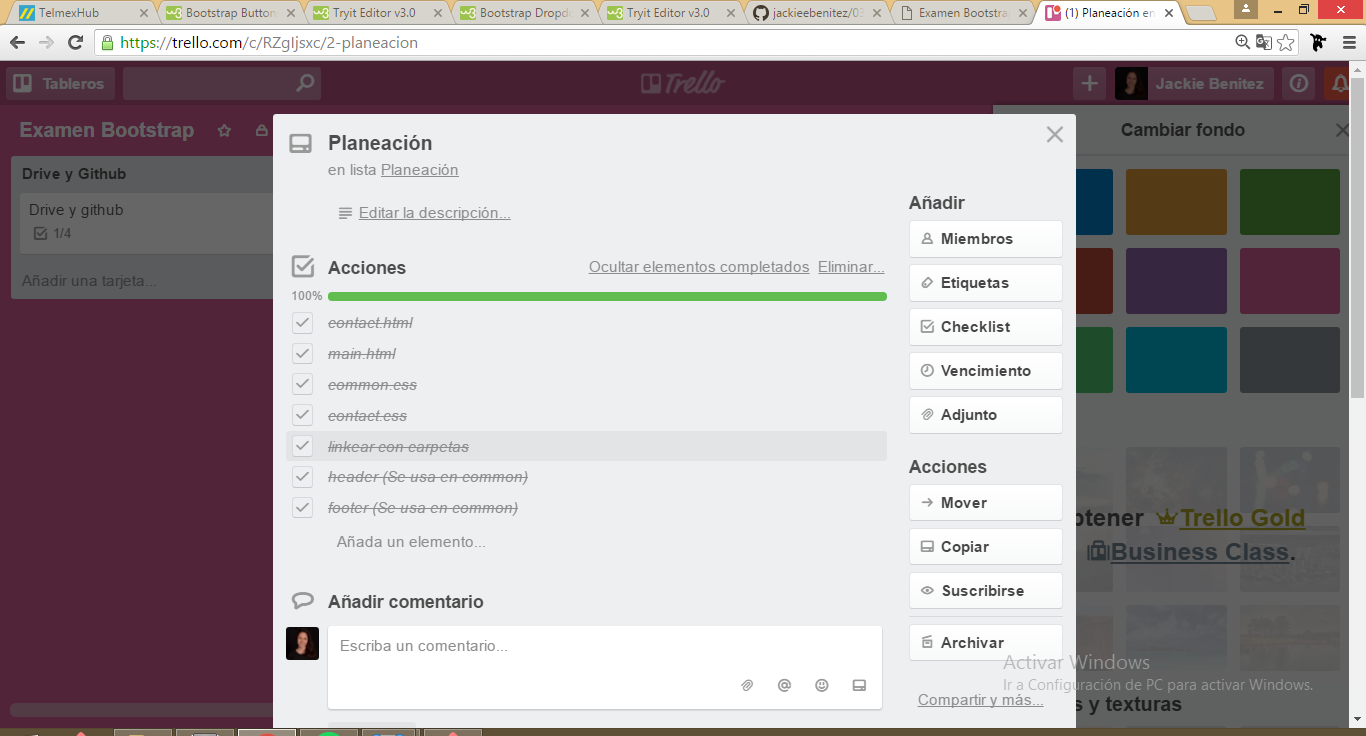 TelmexHub
Bootstrap Button
Tryit Editor v3.0
Bootstrap Dropd
Tryit Editor v3.0
jackieebenitez/03
Examen Bootstra
(1) Planeación en
https://trello.com/c/RZgIjsxc/2-planeacion
Tableros
Trello
Jackie Benitez
Examen Bootstrap
Cambiar fondo
Drive y Github
Drive y github
1/4
Añadir una tarjeta...
Planeación
en lista Planeación
Editar la descripción...
Acciones
Ocultar elementos completados Eliminar...
100%
contact.html
main.html
common.css
contact.css
linkear con carpetas
header (Se usa en common)
footer (Se usa en common)
Añada un elemento...
Añadir comentario
Escriba un comentario...
Añadir
Miembros
Etiquetas
Checklist
Vencimiento
Adjunto
Acciones
Mover
Copiar
Suscribirse
Archivar
Compartir y más...
Trello Gold
Business Class.
y texturas
Activar Windows
Ir a Configuración de PC para activar Windows.